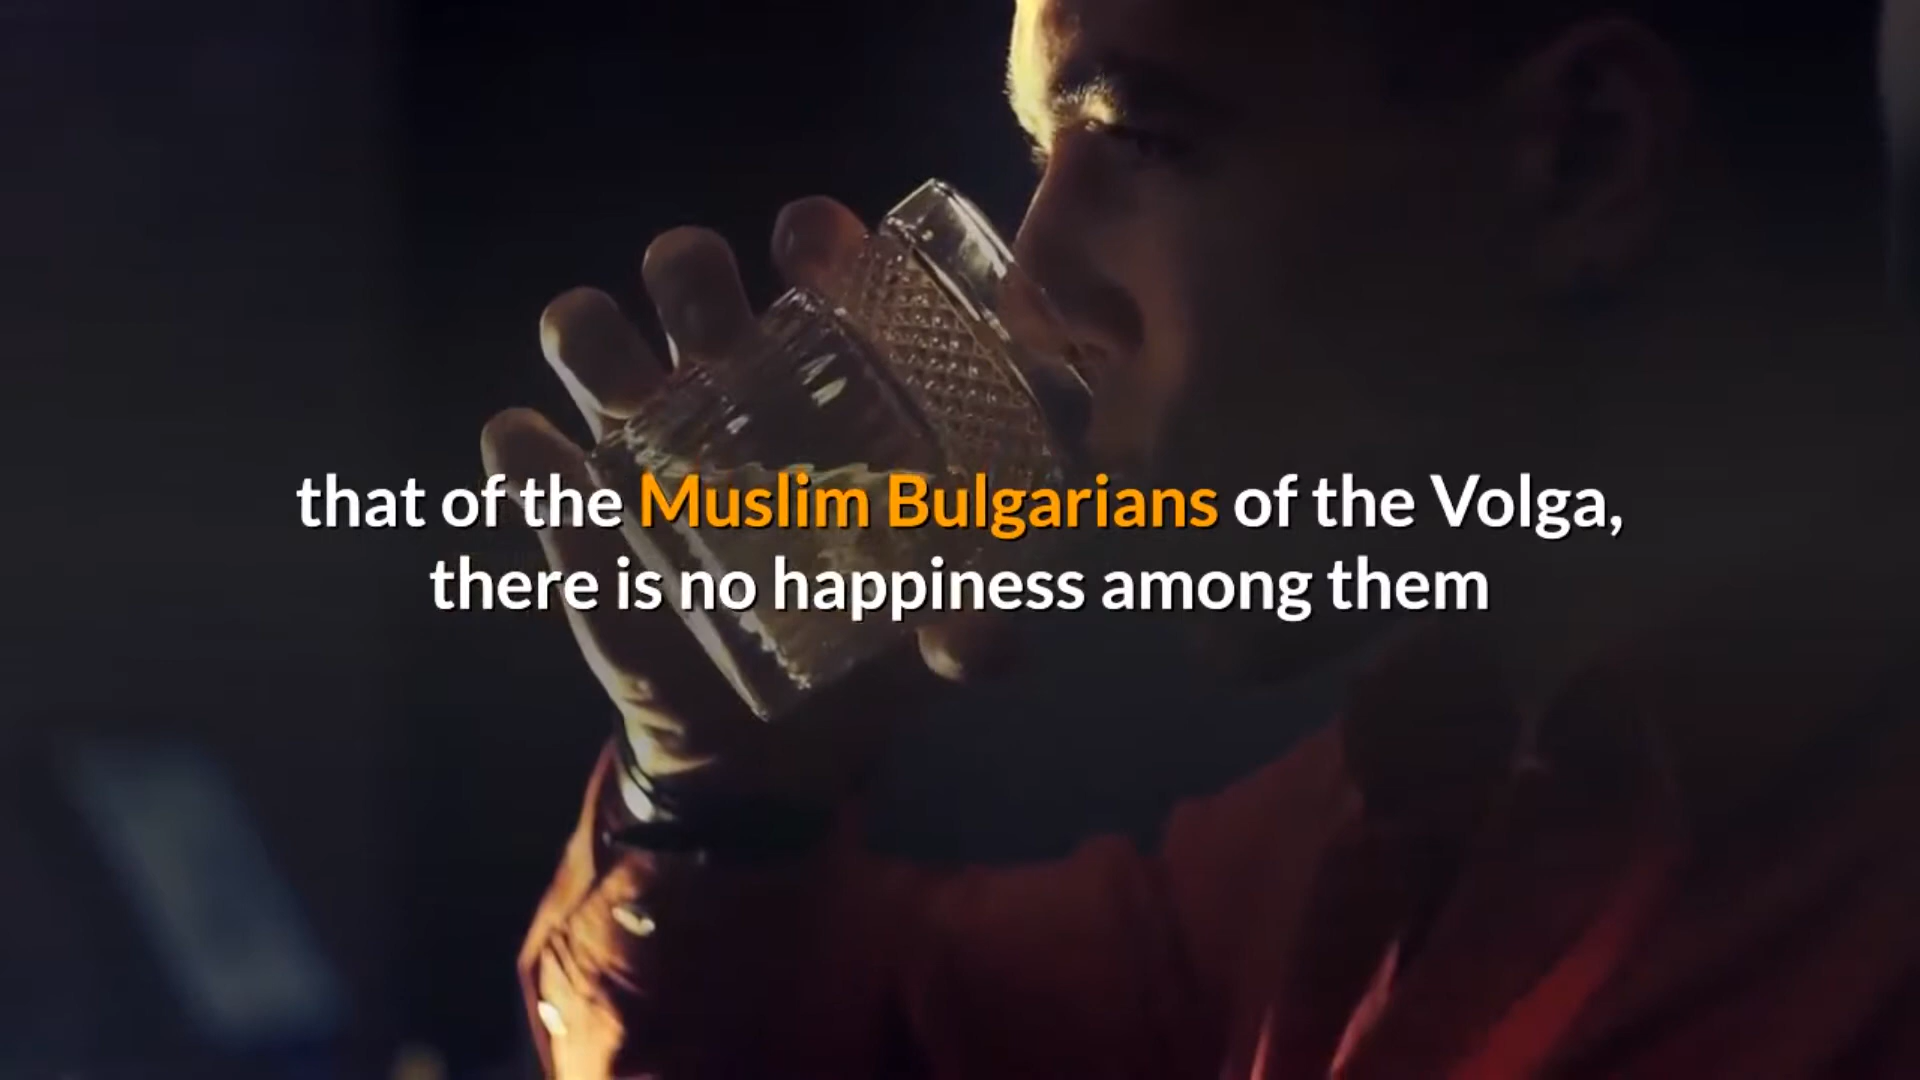 that of the Muslim Bulgarians of the Volga,
there is no happiness among them